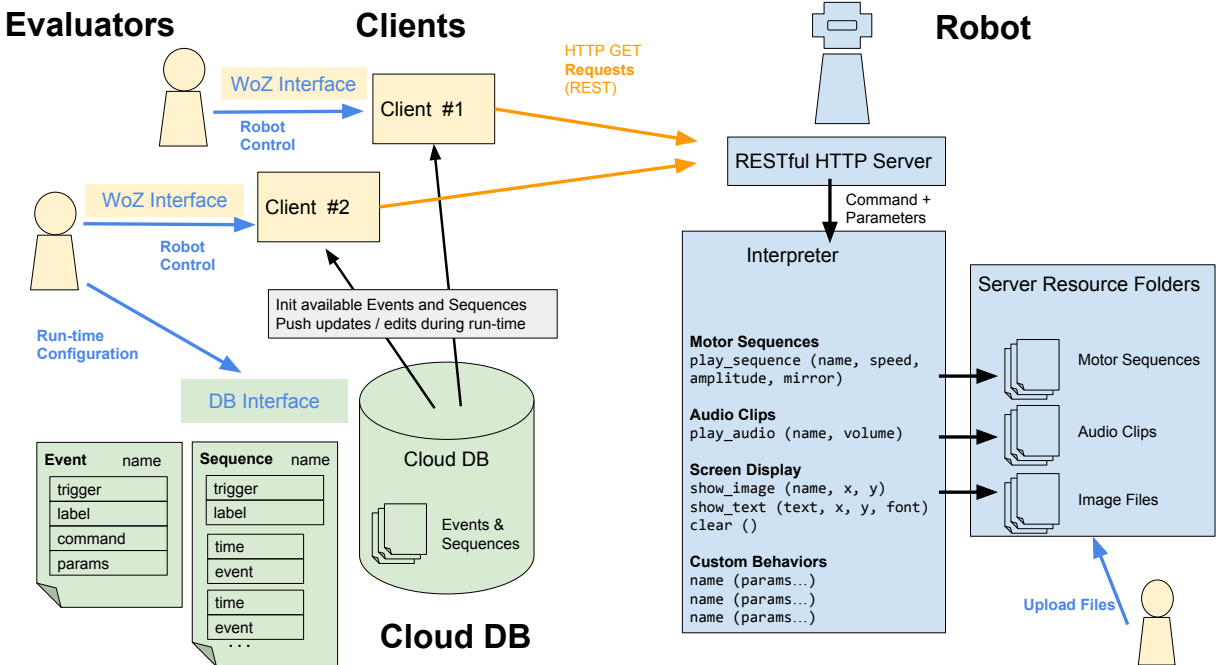 Evaluators
Clients
Robot
WoZ Interface
Robot
Control
Client #1
HTTP GET
Requests
(REST)
WoZ Interface
Robot
Control
Client #2
RESTful HTTP Server
Command +
Parameters
Run-time
Configuration
Init available Events and Sequences
Push updates / edits during run-time
DB Interface
Event name
trigger
label
command
params
Sequence name
trigger
label
time
event
time
event
...
Cloud DB
Events &
Sequences
Cloud DB
Interpreter
Motor Sequences
play_sequence (name, speed,
amplitude, mirror)
Audio Clips
play_audio (name, volume)
Screen Display
show_image (name, x, y)
show_text (text, x, y, font)
clear ()
Custom Behaviors
name (params...)
name (params...)
name (params...)
Server Resource Folders
Motor Sequences
Audio Clips
Image Files
Upload Files